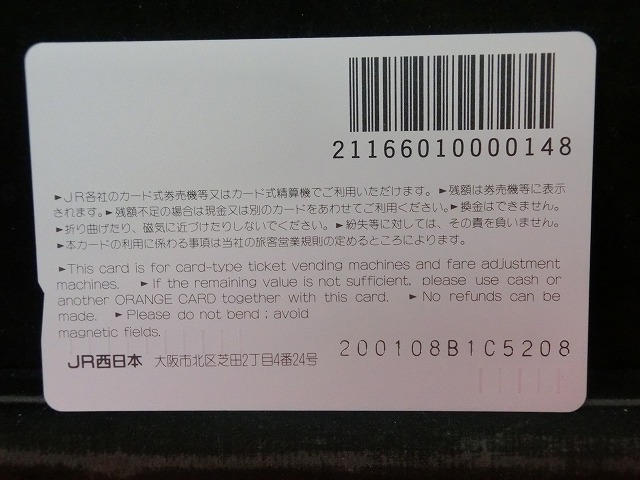 21166010000148
▶JR各社のカード式券売機等又はカード式精算機でご利用いただけます。 ▶残額は券売機等に表示
されます。▶残額不足の場合は現金又は別のカードをあわせてご利用ください。▶換金はできません。
▶折り曲げたり、磁気に近づけたりしないでください。▶紛失等に対しては、その責を負いません。
▶本カードの利用に係わる事項は当社の旅客営業規則の定めるところによります。
▶This card is for card-type ticket vending machines and fare adjustment
machines. ▶If the remaining value is not sufficient, please use cash or
another ORANGE CARD together with this card. ▶No refunds can be
made. ▶Please do not bend; avoid
magnetic fields.
200108B1C5208
JR西日本 大阪市北区芝田2丁目4番24号